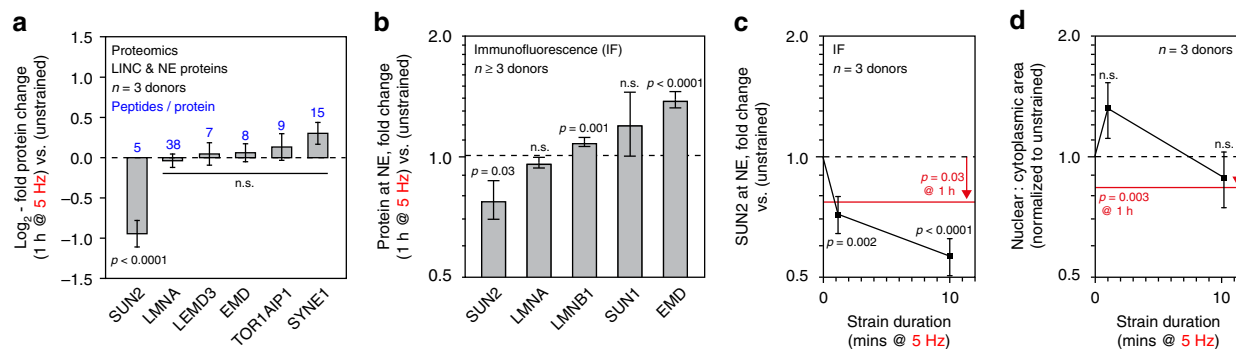 a
Log2 - fold protein change
(1 h @ 5 Hz) vs. (unstrained)
1.5
1.0
0.5
0.0
−0.5
−1.0
−1.5
Proteomics
LINC & NE proteins
n = 3 donors
Peptides / protein
5
38
7
8
9
15
n.s.
p < 0.0001
SUN2
LMNA
LEMD3
EMD
TOR1AIP1
SYNE1
b
Protein at NE, fold change
(1 h @ 5 Hz) vs. (unstrained)
2.0
1.0
0.5
Immunofluorescence (IF)
n ≥ 3 donors
p = 0.03
n.s.
p = 0.001
n.s.
p < 0.0001
SUN2
LMNA
LMNB1
SUN1
EMD
c
SUN2 at NE, fold change
vs. (unstrained)
2.0
1.0
0.5
IF
n = 3 donors
p = 0.03
@ 1 h
p = 0.002
p < 0.0001
0
10
Strain duration
(mins @ 5 Hz)
d
Nuclear : cytoplasmic area
(normalized to unstrained)
2.0
1.0
0.5
n = 3 donors
n.s.
n.s.
p = 0.003
@ 1 h
0
10
Strain duration
(mins @ 5 Hz)